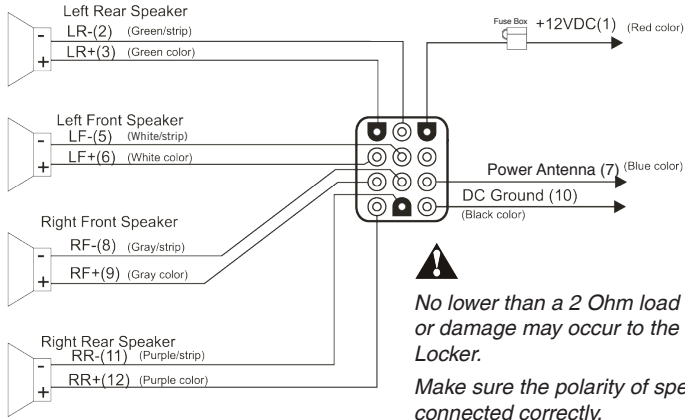 Left Rear Speaker
LR-(2) (Green/strip)
LR+(3) (Green color)
Fuse Box +12VDC(1) (Red color)
Left Front Speaker
LF-(5) (White/strip)
LF+(6) (White color)
Power Antenna (7) (Blue color)
DC Ground (10)
(Black color)
Right Front Speaker
RF-(8) (Gray/strip)
RF+(9) (Gray color)
Right Rear Speaker
RR-(11) (Purple/strip)
RR+(12) (Purple color)
- +
- +
- +
- +
No lower than a 2 Ohm load
or damage may occur to the
Locker.
Make sure the polarity of spe
connected correctly.